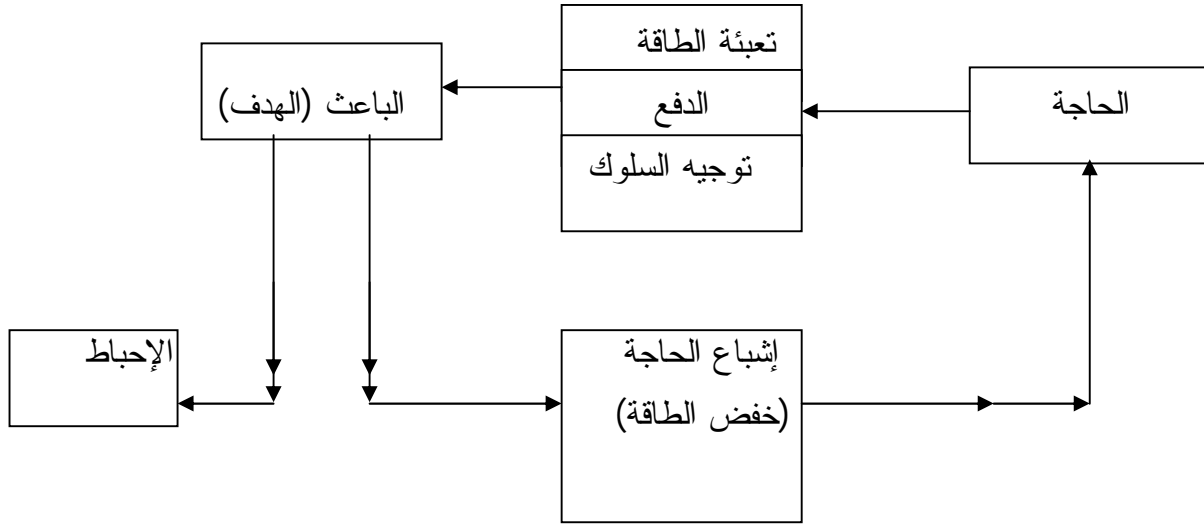 تعبئة الطاقة
الحاجة
الدفع
الباعث (الهدف)
توجيه السلوك
إشباع الحاجة
(خفض الطاقة)
الإحباط